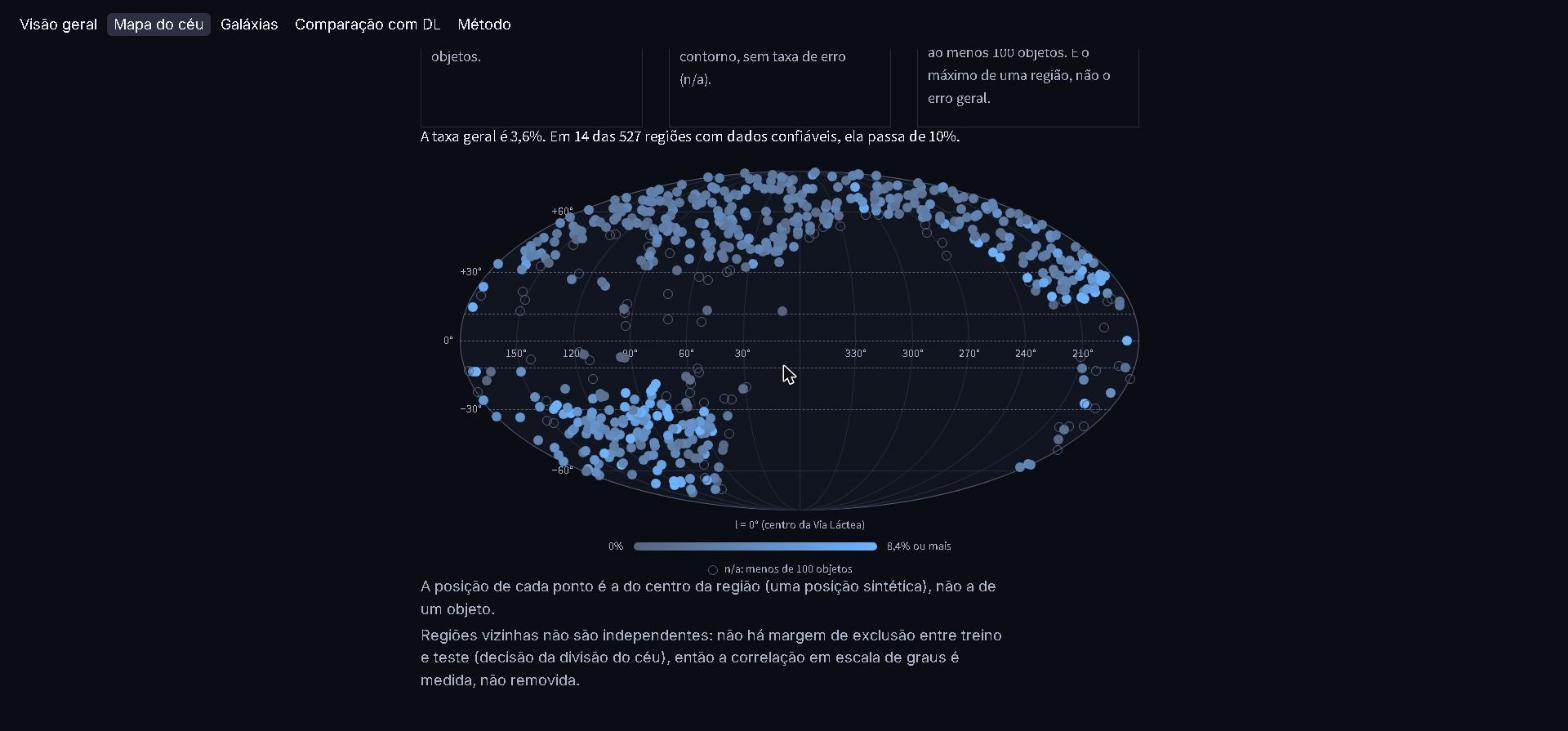 Visão geral Mapa do céu Galáxias Comparação com DL Método
objetos.
contorno, sem taxa de erro
(n/a).
ao menos 100 objetos. É o
máximo de uma região, não o
erro geral.
A taxa geral é 3,6%. Em 14 das 527 regiões com dados confiáveis, ela passa de 10%.
+60°
+30°
0°
150° 120° 90° 60° 30° 330° 300° 270° 240° 210°
−30°
−60°
l = 0° (centro da Via Láctea)
0% 8,4% ou mais
n/a: menos de 100 objetos
A posição de cada ponto é a do centro da região (uma posição sintética), não a de
um objeto.
Regiões vizinhas não são independentes: não há margem de exclusão entre treino
e teste (decisão da divisão do céu), então a correlação em escala de graus é
medida, não removida.